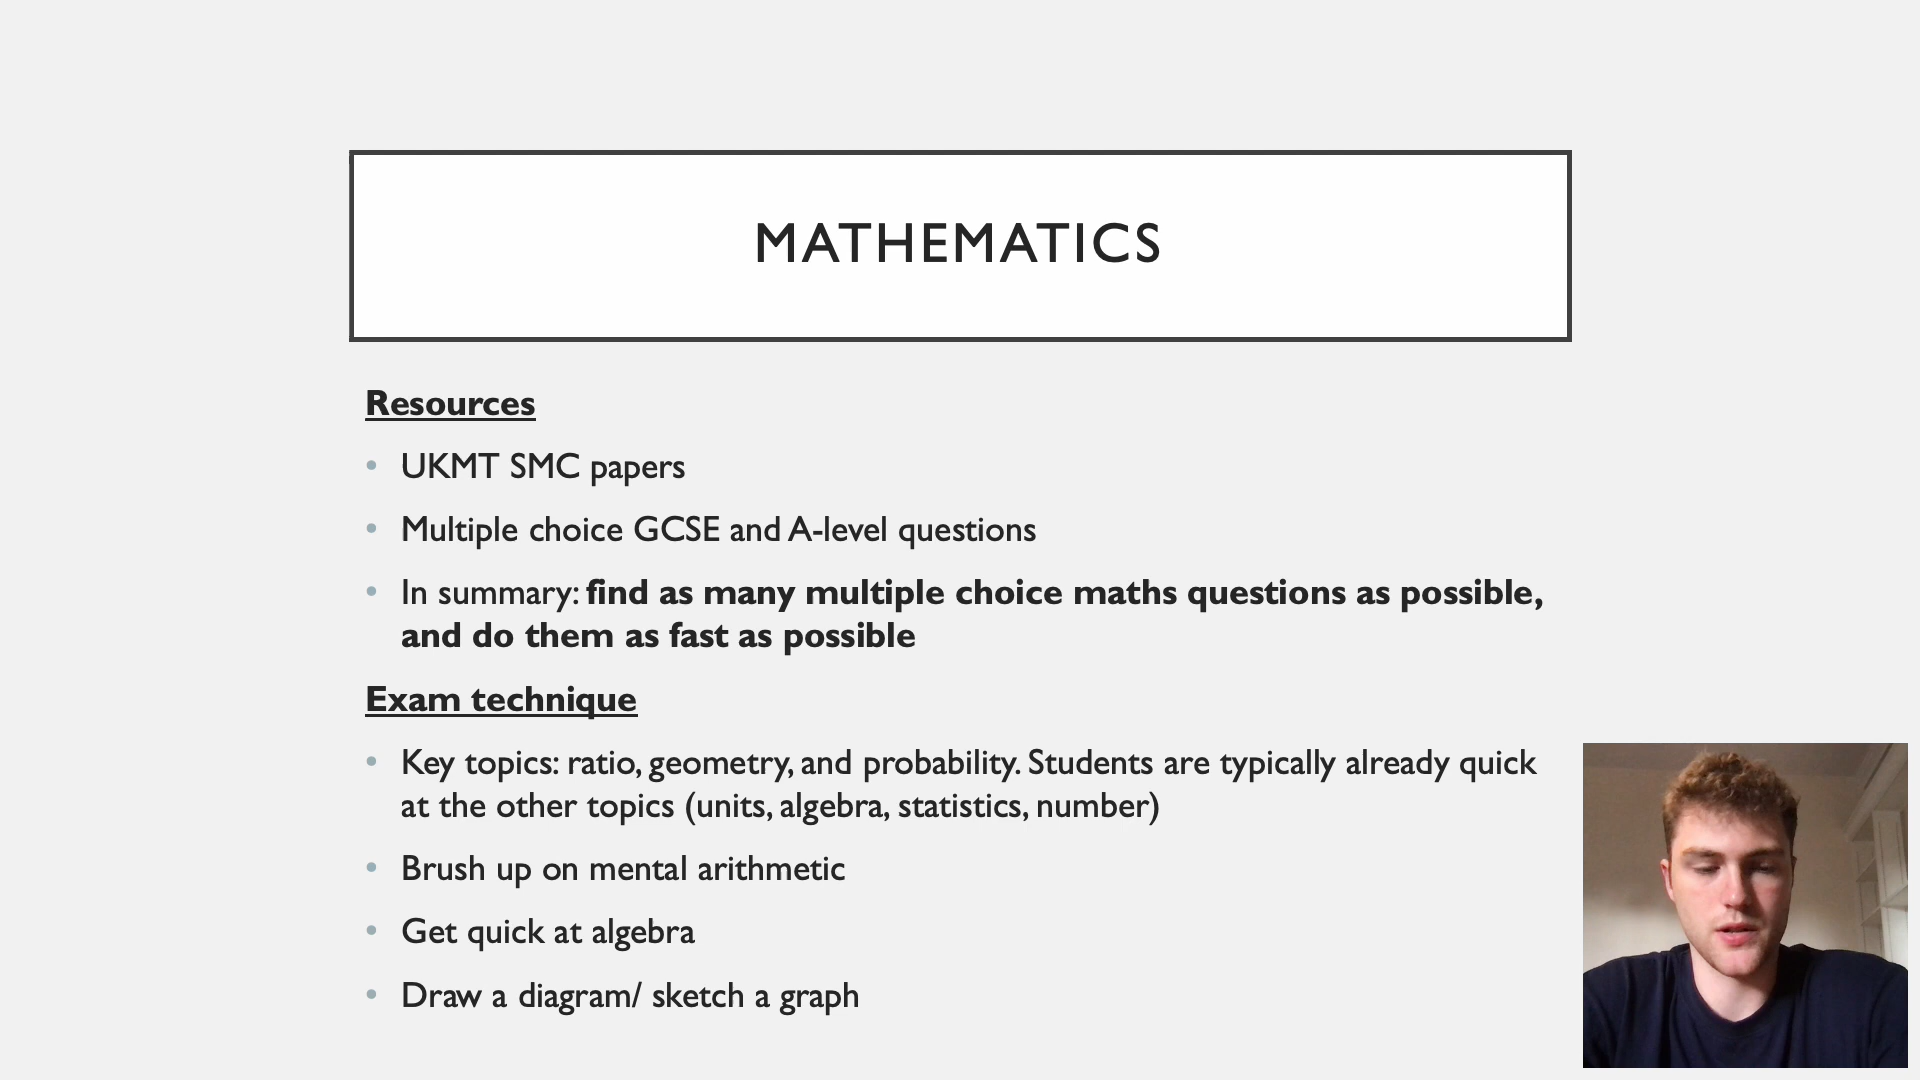 MATHEMATICS
Resources
• UKMT SMC papers
• Multiple choice GCSE and A-level questions
• In summary: find as many multiple choice maths questions as possible,
and do them as fast as possible
Exam technique
• Key topics: ratio, geometry, and probability. Students are typically already quick
at the other topics (units, algebra, statistics, number)
• Brush up on mental arithmetic
• Get quick at algebra
• Draw a diagram/ sketch a graph